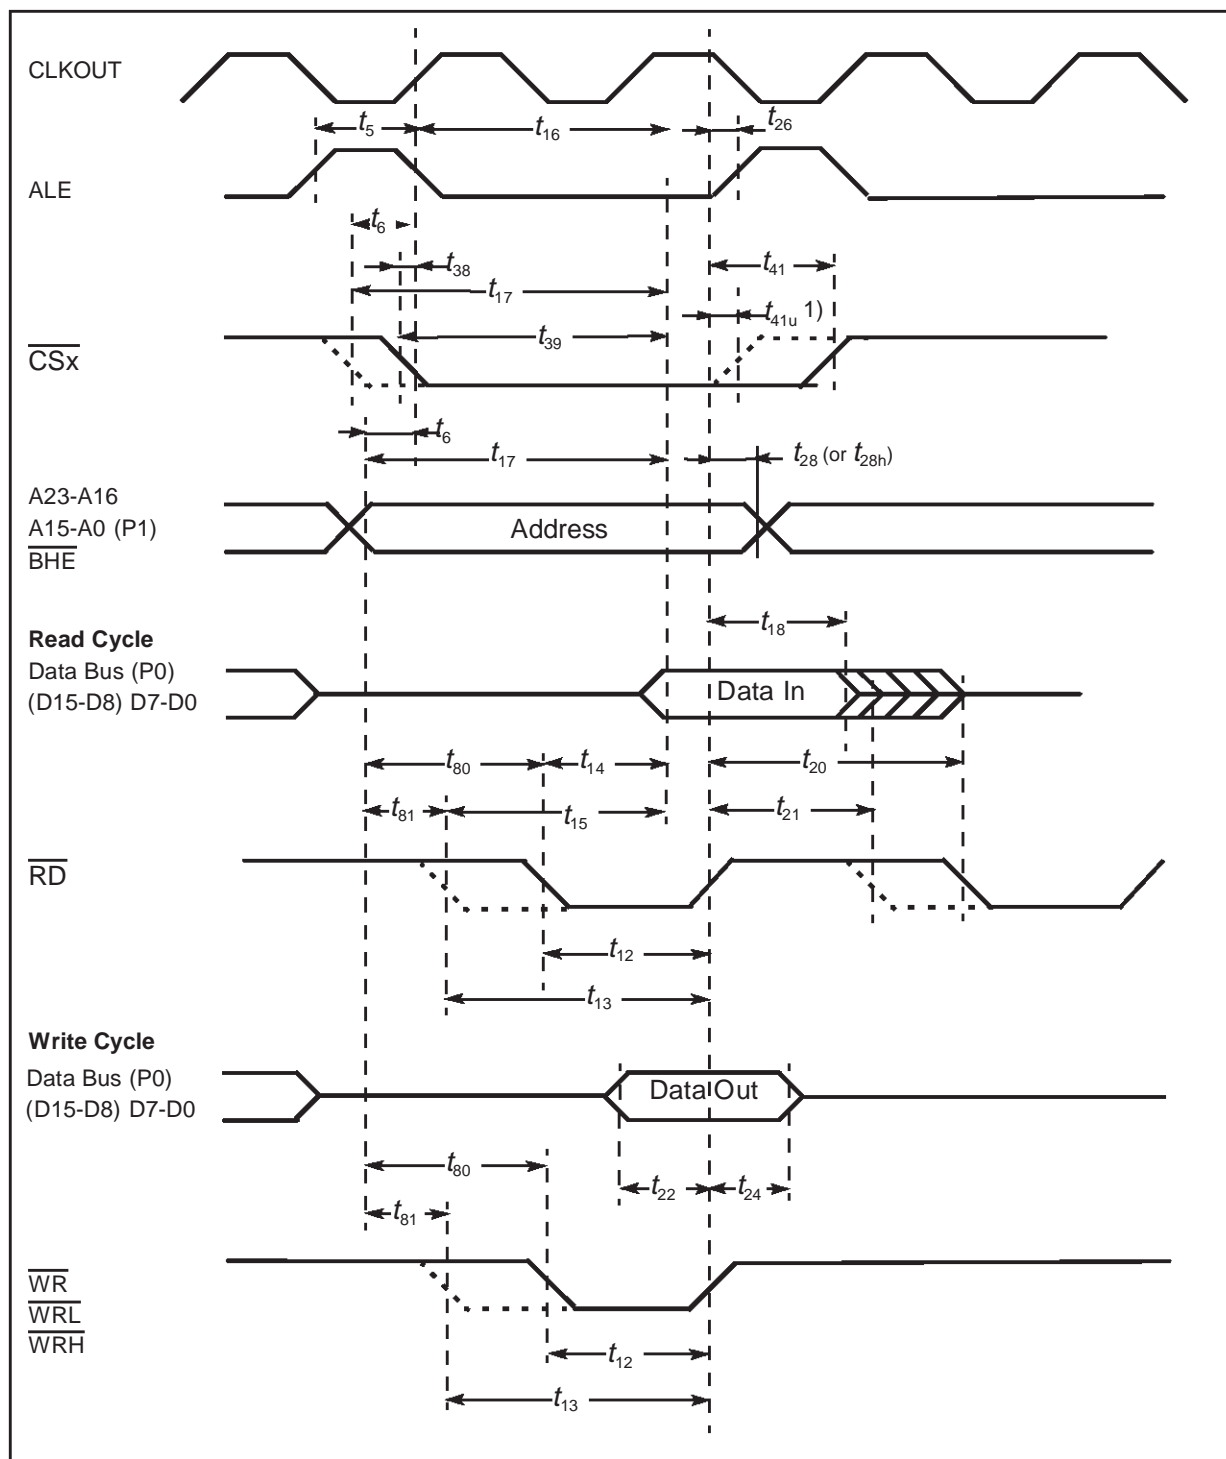 CLKOUT
t5 t16 t26
ALE
t6
t38 t41
t17
t41u 1)
t39
CSx
t6
t17 t28 (or t28h)
A23-A16
A15-A0 (P1) Address
BHE
t18
Read Cycle
Data Bus (P0)
(D15-D8) D7-D0 Data In
t80 t14 t20
t81 t15 t21
RD
t12
t13
Write Cycle
Data Bus (P0)
(D15-D8) D7-D0 Data Out
t80
t22 t24
t81
WR
WRL
WRH
t12
t13